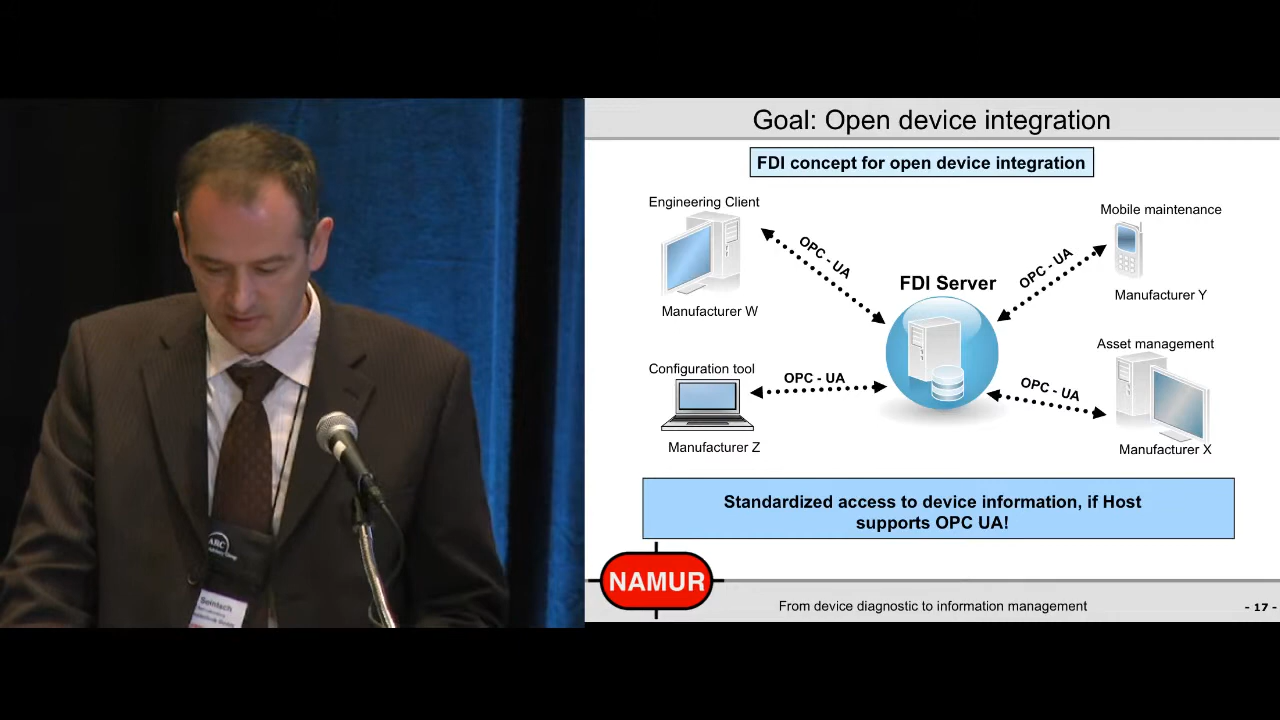 Goal: Open device integration
FDI concept for open device integration
Engineering Client
Mobile maintenance
OPC - UA
OPC - UA
FDI Server
Manufacturer W
Manufacturer Y
Configuration tool
Asset management
OPC - UA
OPC - UA
Manufacturer Z
Manufacturer X
Standardized access to device information, if Host
supports OPC UA!
NAMUR
From device diagnostic to information management
- 17 -
ARC
Seintsch